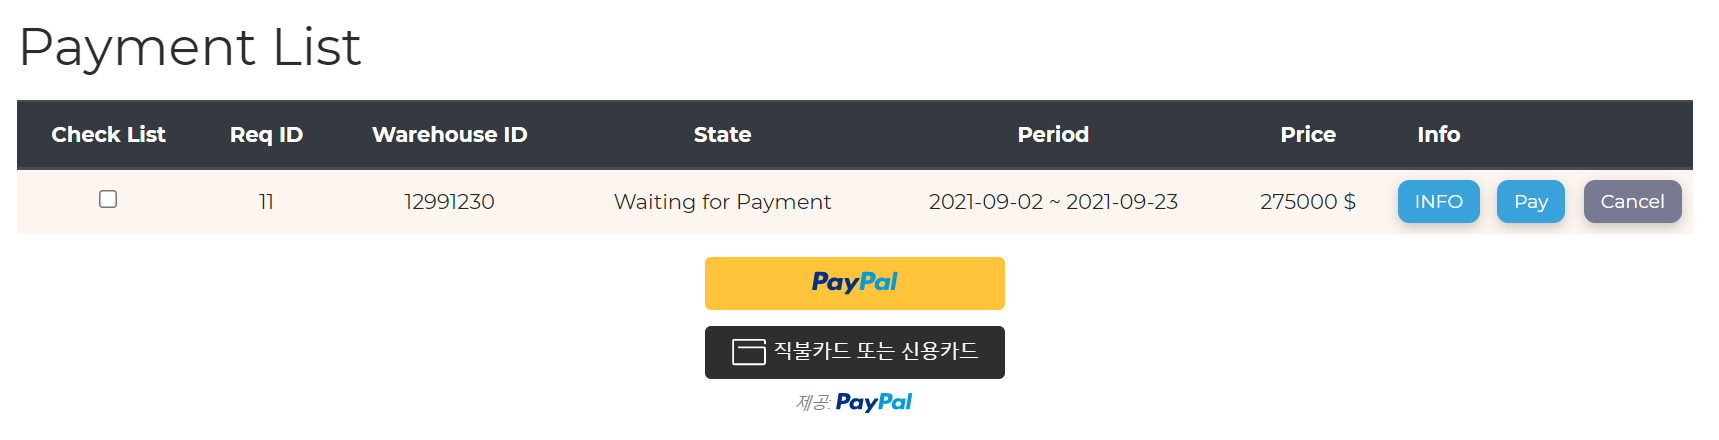 Payment List
Check List Req ID Warehouse ID State Period Price Info
11 12991230 Waiting for Payment 2021-09-02 ~ 2021-09-23 275000 $ INFO Pay Cancel
PayPal
직불카드 또는 신용카드
제공: PayPal